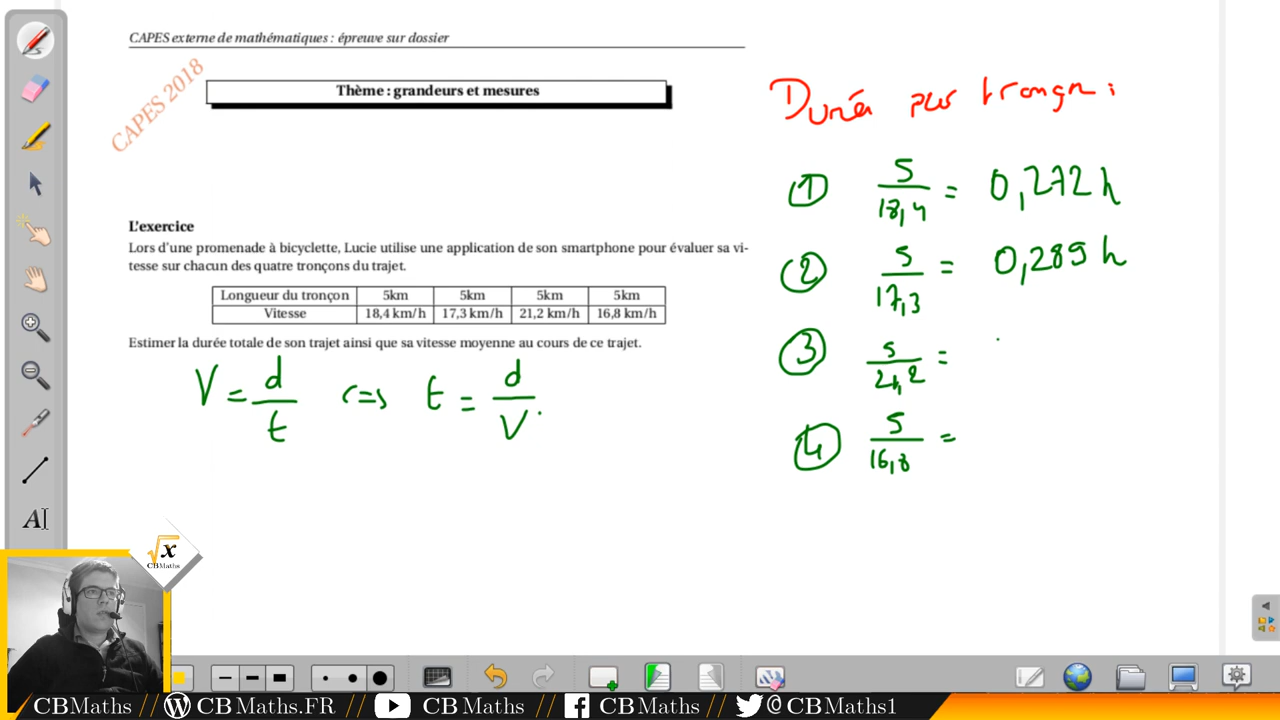 CAPES externe de mathématiques : épreuve sur dossier
CAPES 2018
Thème : grandeurs et mesures
L'exercice
Lors d'une promenade à bicyclette, Lucie utilise une application de son smartphone pour évaluer sa vi-
tesse sur chacun des quatre tronçons du trajet.
Longueur du tronçon 5km 5km 5km 5km
Vitesse 18,4 km/h 17,3 km/h 21,2 km/h 16,8 km/h
Estimer la durée totale de son trajet ainsi que sa vitesse moyenne au cours de ce trajet.
V = d/t <=> t = d/V.
Durée par :
1 5/18,4 = 0,272 h
2 5/17,3 = 0,289 h
3 5/21,2 =
4 5/16,8 =
AI
√x
CBMaths
CBMaths // CBMaths.FR // CB Maths // CB Maths // @CBMaths1